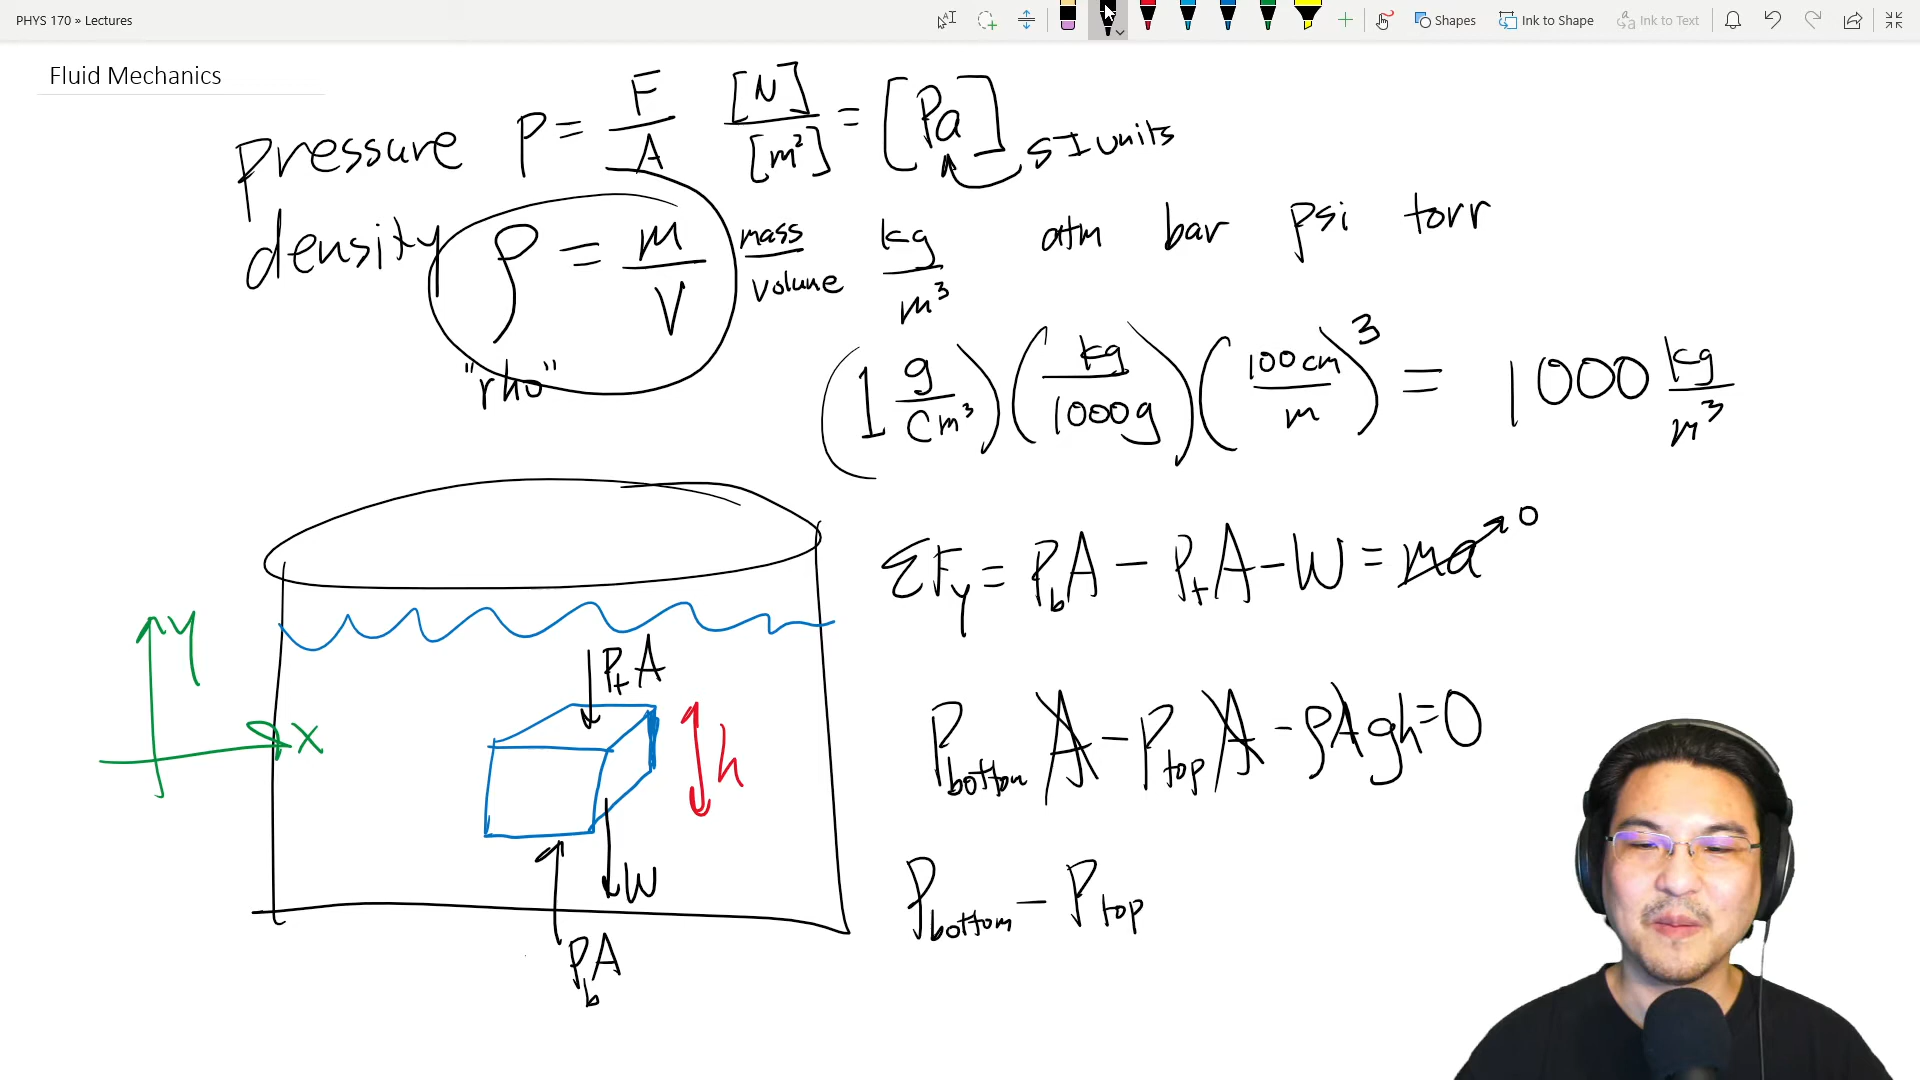 PHYS 170 » Lectures
Shapes Ink to Shape Ink to Text
Fluid Mechanics
pressure P = F/A [N]/[m²] = [Pa] SI units
density ρ = m/V mass/volume kg/m³ atm bar psi torr
"rho"
(1 g/cm³)(kg/1000g)(100cm/m)³ = 1000 kg/m³
ΣFy = PbA - PtA - W = ma 0
y
x
PtA
h
W
PbA
Pbottom A - Ptop A - ρAgh = 0
Pbottom - Ptop